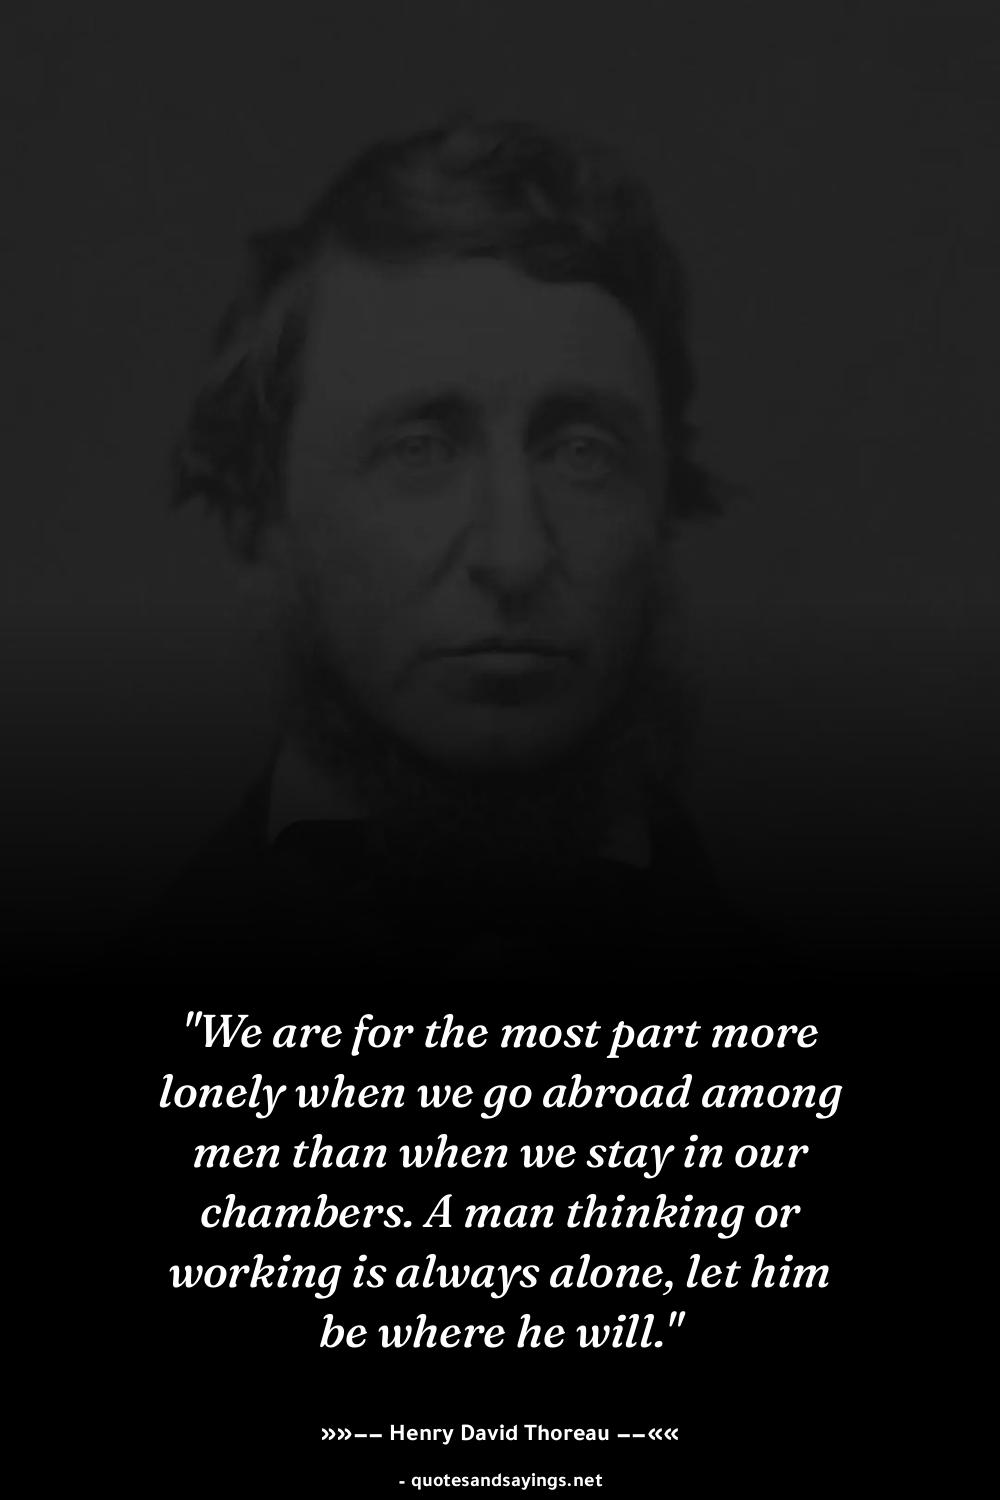 "We are for the most part more
lonely when we go abroad among
men than when we stay in our
chambers. A man thinking or
working is always alone, let him
be where he will."
»»−− Henry David Thoreau −−««
- quotesandsayings.net